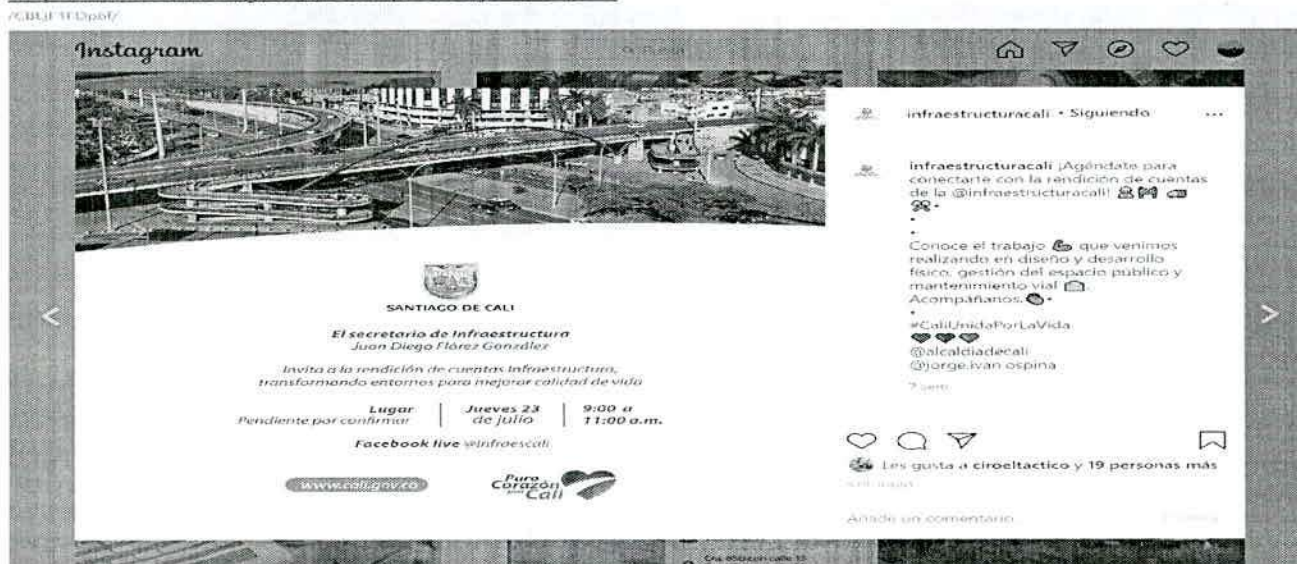 Instagram
infraestructuracali • Siguiendo
infraestructuracali ¡Agéndate para
conectarte con la rendición de cuentas
de la @infraestructuracali!
Conoce el trabajo 💪 que venimos
realizando en diseño y desarrollo
físico, gestión del espacio público y
mantenimiento vial
Acompáñanos.
#CaliUnidaPorLaVida
@alcaldiadecali
@jorge.ivan.ospina
7 sem
SANTIAGO DE CALI
El secretario de Infraestructura
Juan Diego Flórez González
Invita a la rendición de cuentas Infraestructura,
transformando entornos para mejorar calidad de vida
Lugar
Pendiente por confirmar
Jueves 23
de julio
9:00 a
11:00 a.m.
Facebook live @infraescali
www.cali.gov.co
Puro
Corazón
por
Cali
Les gusta a ciroeltactico y 19 personas más
Añade un comentario